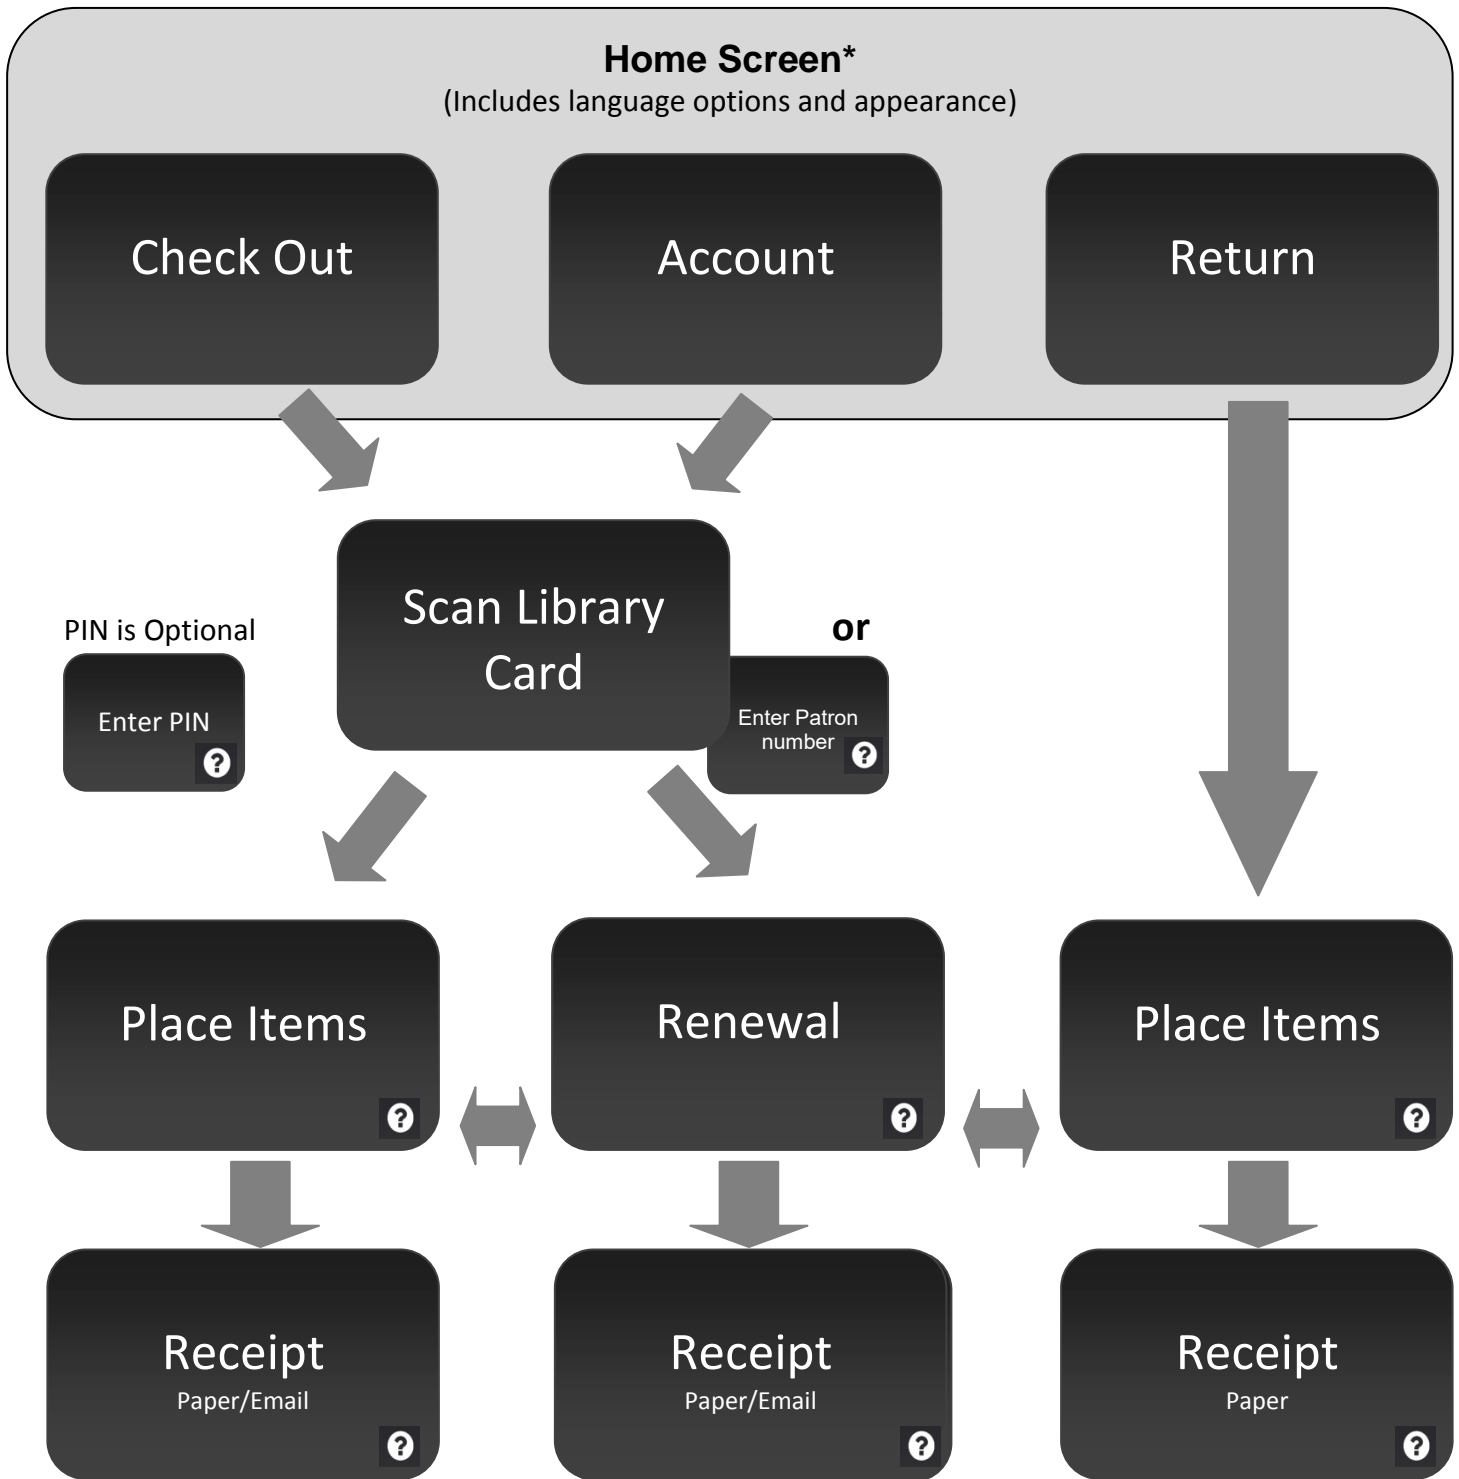 Home Screen*
(Includes language options and appearance)
Check Out
Account
Return
Scan Library
Card
PIN is Optional
Enter PIN
?
or
Enter Patron
number
?
Place Items
?
Renewal
?
Place Items
?
Receipt
Paper/Email
?
Receipt
Paper/Email
?
Receipt
Paper
?